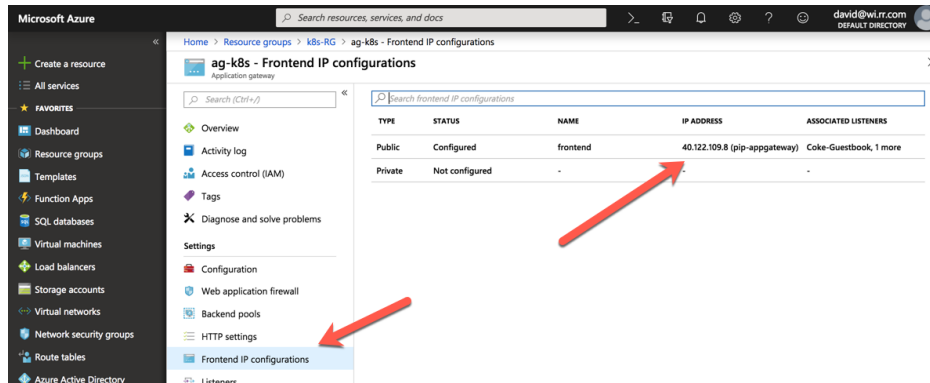 Microsoft Azure
Search resources, services, and docs
david@wi.rr.com
DEFAULT DIRECTORY
Create a resource
All services
FAVORITES
Dashboard
Resource groups
Templates
Function Apps
SQL databases
Virtual machines
Load balancers
Storage accounts
Virtual networks
Network security groups
Route tables
Azure Active Directory
Home > Resource groups > k8s-RG > ag-k8s - Frontend IP configurations
ag-k8s - Frontend IP configurations
Application gateway
Search (Ctrl+/)
Overview
Activity log
Access control (IAM)
Tags
Diagnose and solve problems
Settings
Configuration
Web application firewall
Backend pools
HTTP settings
Frontend IP configurations
Listeners
Search frontend IP configurations
TYPE STATUS NAME IP ADDRESS ASSOCIATED LISTENERS
Public Configured frontend 40.122.109.8 (pip-appgateway) Coke-Guestbook, 1 more
Private Not configured - - -